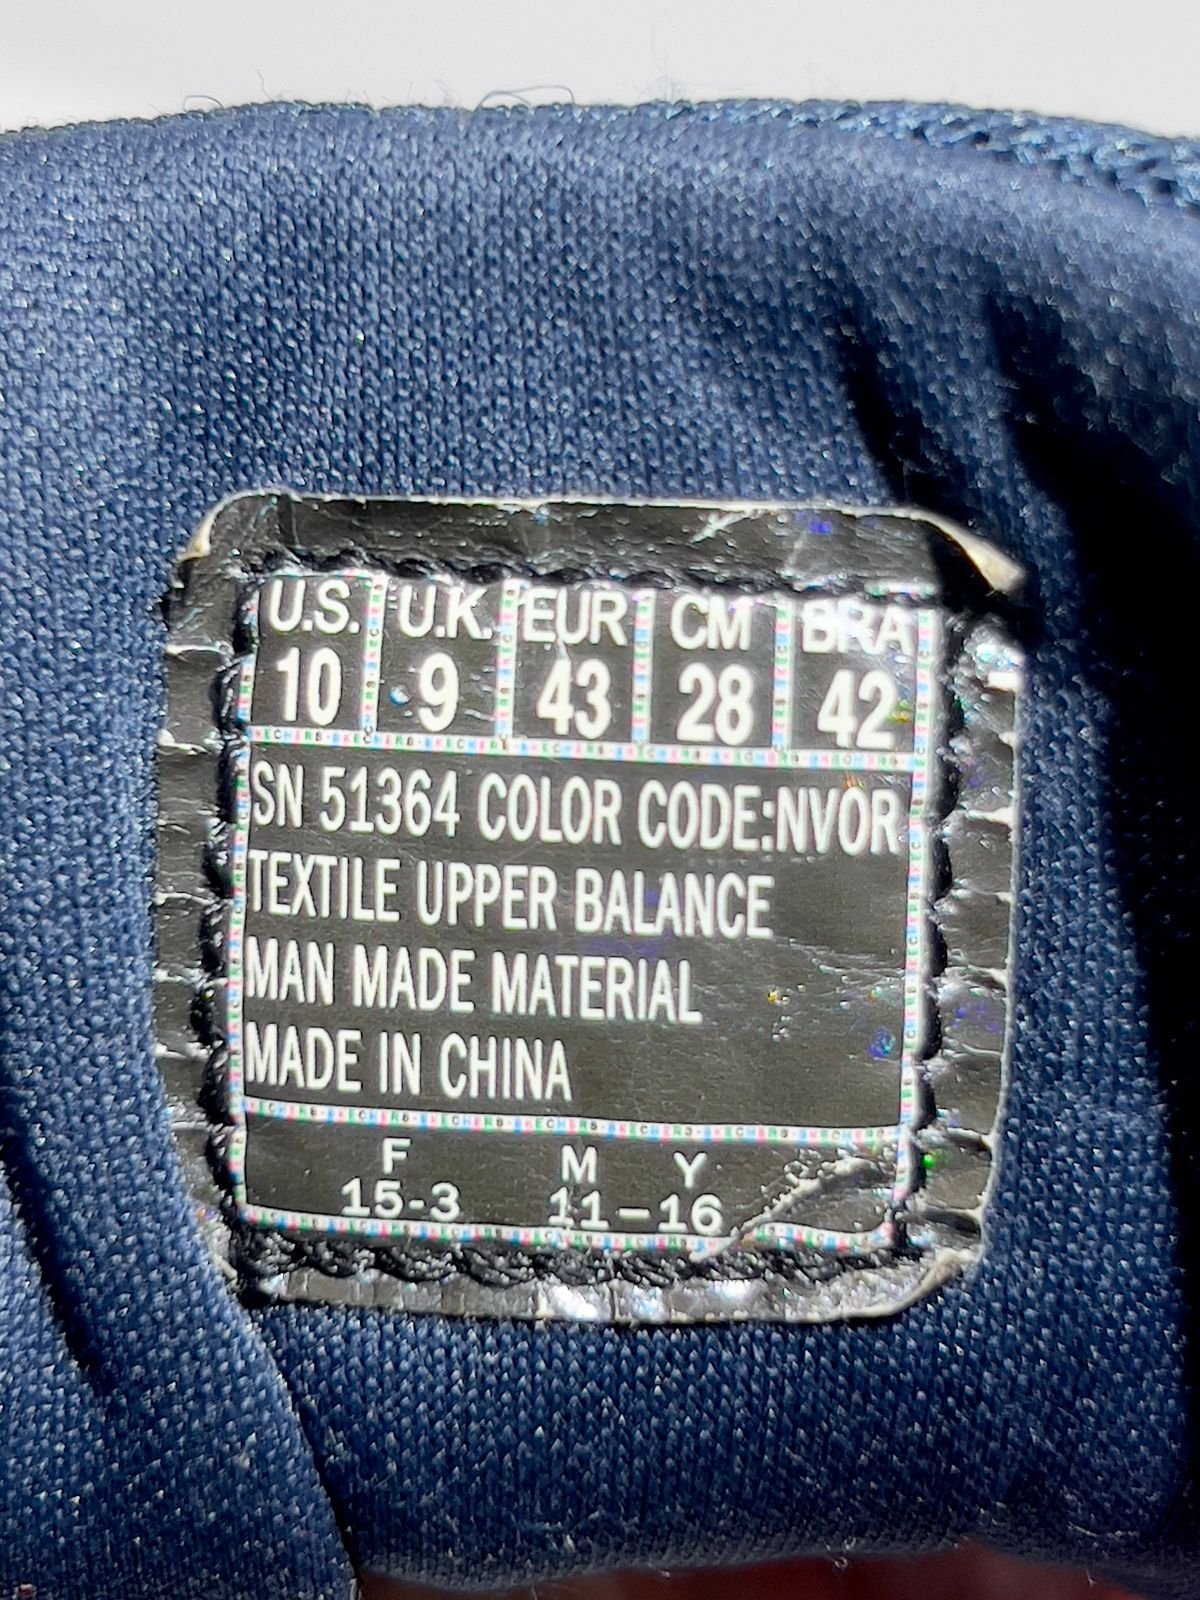 U.S. U.K. EUR CM BRA
10 9 43 28 42
SN 51364 COLOR CODE:NVOR
TEXTILE UPPER BALANCE
MAN MADE MATERIAL
MADE IN CHINA
F M Y
15-3 11-16